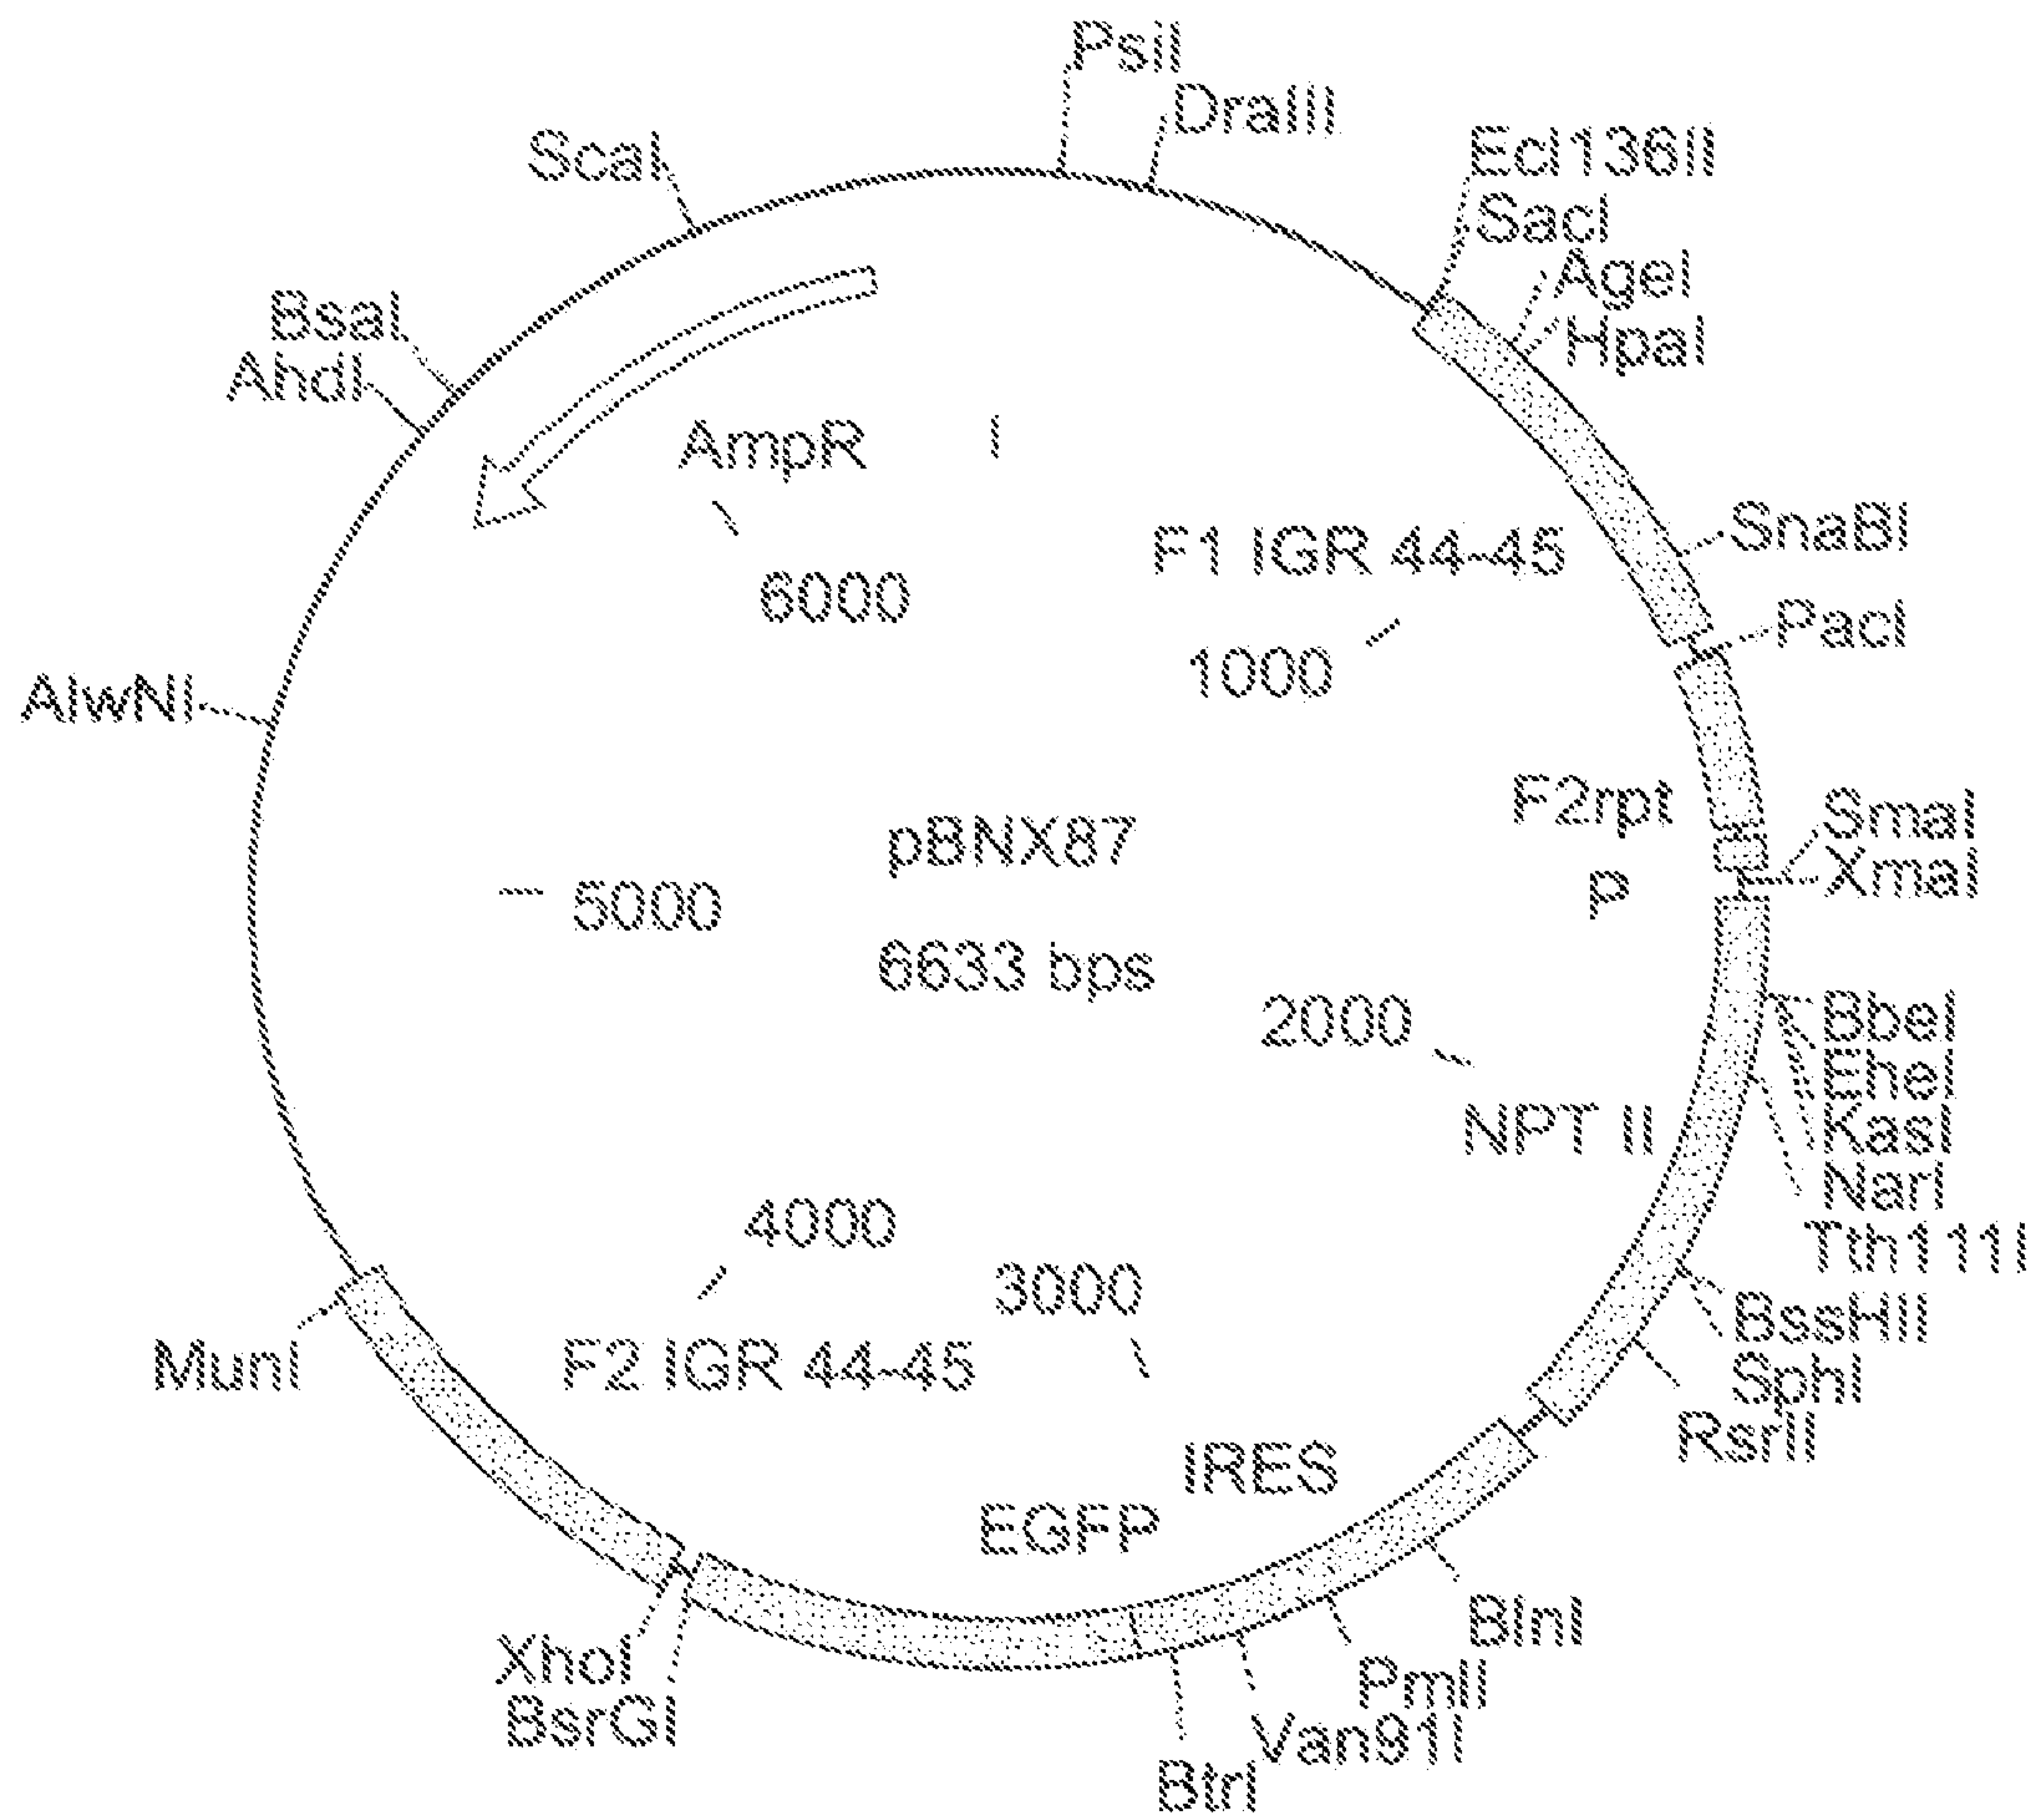 PsiI
DraIII
Ecl136II
ScaI
SacI
AgeI
BsaI
HpaI
AhdI
AmpR
I
SnaBI
F1 IGR 44-45
6000
PacI
1000
AlwNI
F2rpt
SmaI
pBNX87
XmaI
5000
P
6633 bps
2000
BbeI
EheI
NPT II
KasI
NarI
4000
Tth111I
3000
BssHII
MunI
F2 IGR 44-45
SphI
RsrII
IRES
EGFP
BlnI
XhoI
PmlI
BsrGI
Van91I
BtrI